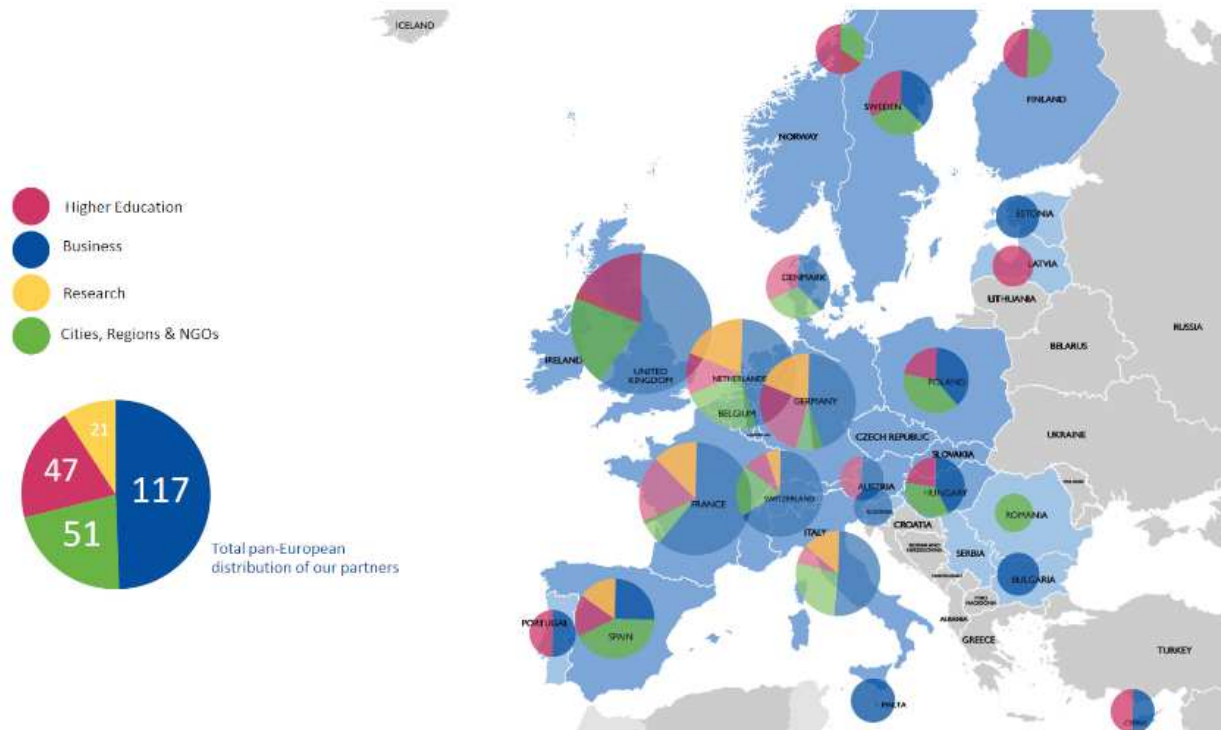 ICELAND
FINLAND
SWEDEN
NORWAY
Higher Education
Business
Research
Cities, Regions & NGOs
ESTONIA
LATVIA
LITHUANIA
DENMARK
RUSSIA
BELARUS
IRELAND
UNITED
KINGDOM
NETHERLANDS
BELGIUM
GERMANY
POLAND
UKRAINE
CZECH REPUBLIC
SLOVAKIA
FRANCE
SWITZERLAND
AUSTRIA
HUNGARY
ROMANIA
CROATIA
ITALY
SERBIA
BULGARIA
21
47
117
51
Total pan-European
distribution of our partners
PORTUGAL
SPAIN
ALBANIA
GREECE
TURKEY
MALTA